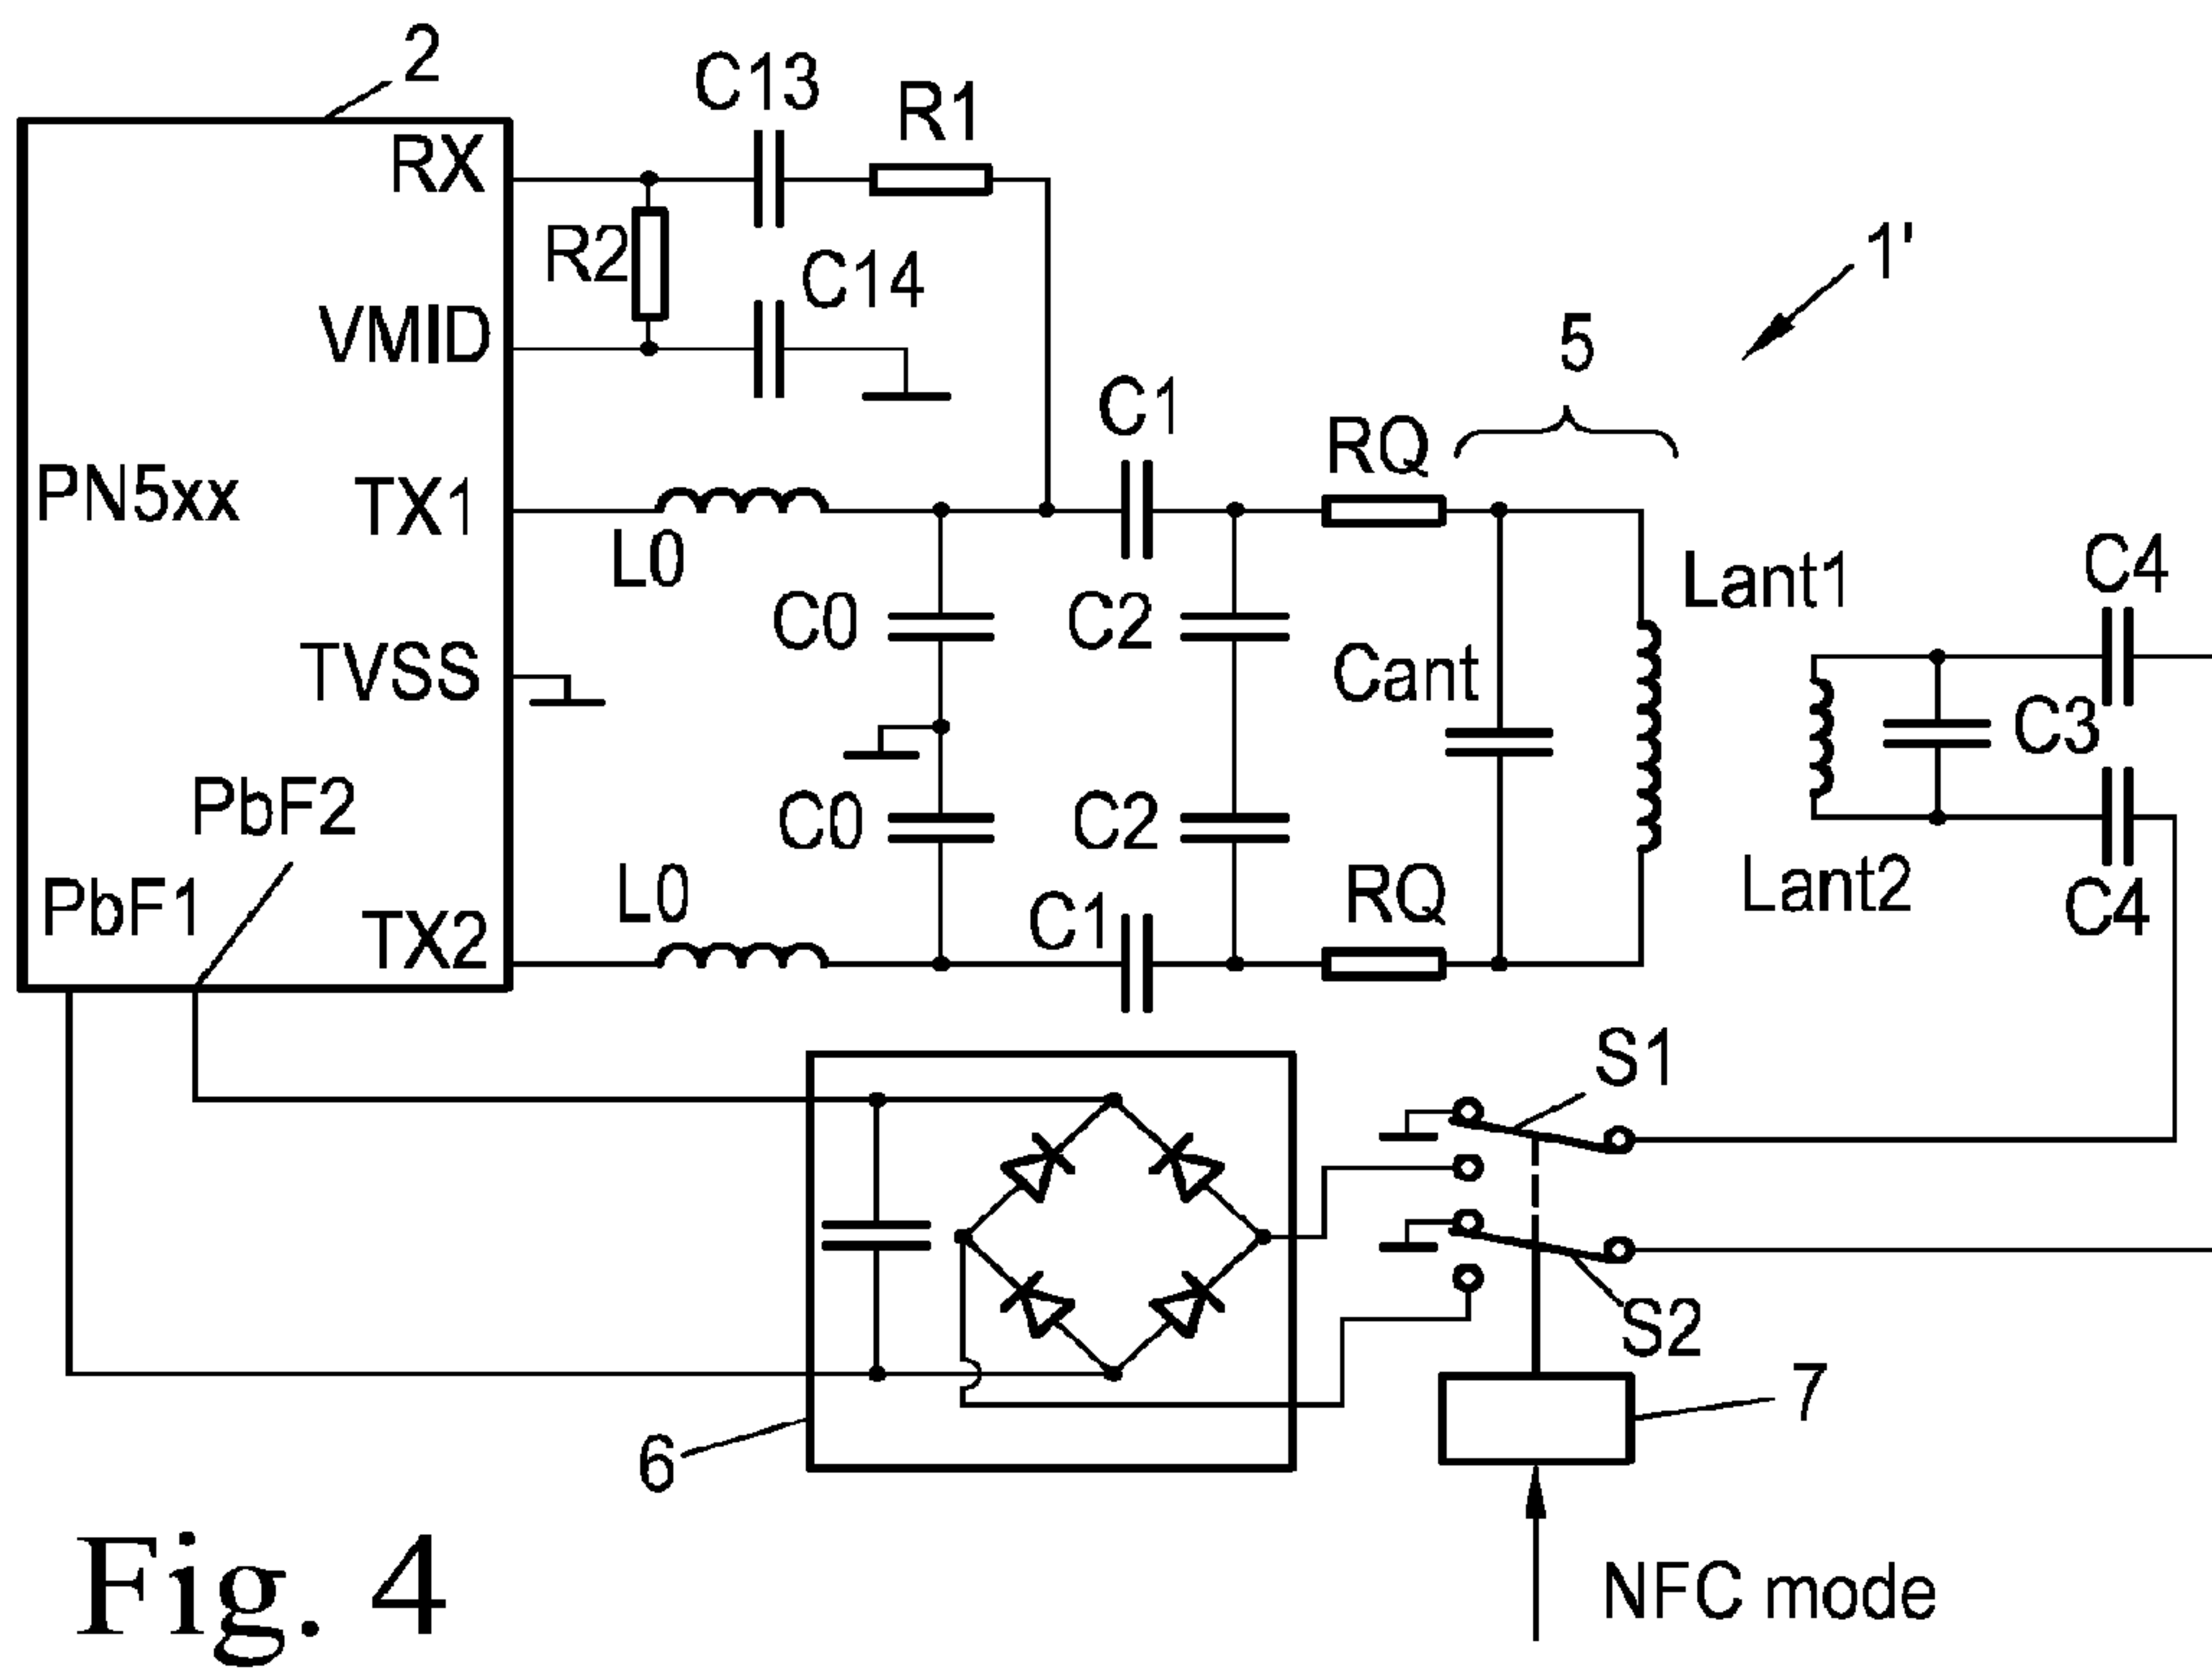 2
C13
R1
RX
R2
C14
1'
VMID
5
C1
RQ
PN5xx
TX1
L0
Lant1
C4
C0
C2
TVSS
Cant
C3
PbF2
C0
C2
Lant2
PbF1
L0
RQ
C4
TX2
C1
S1
S2
7
6
Fig. 4
NFC mode